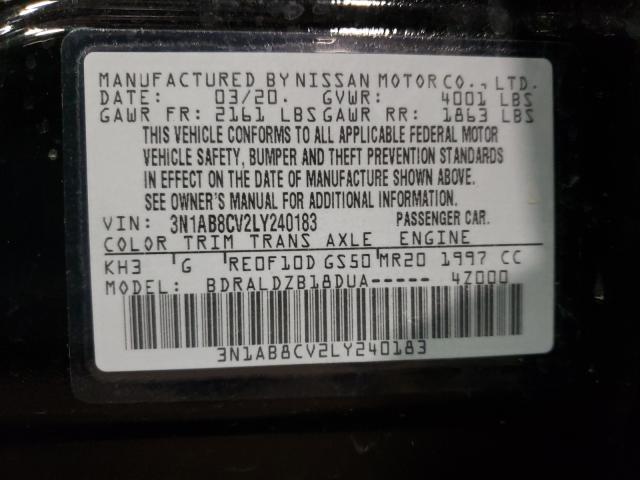 MANUFACTURED BY NISSAN MOTOR CO., LTD.
DATE: 03/20. GVWR: 4001 LBS
GAWR FR: 2161 LBS GAWR RR: 1863 LBS
THIS VEHICLE CONFORMS TO ALL APPLICABLE FEDERAL MOTOR
VEHICLE SAFETY, BUMPER AND THEFT PREVENTION STANDARDS
IN EFFECT ON THE DATE OF MANUFACTURE SHOWN ABOVE.
SEE OWNER'S MANUAL FOR ADDITIONAL INFORMATION.
VIN: 3N1AB8CV2LY240183 PASSENGER CAR.
COLOR TRIM TRANS AXLE ENGINE
KH3 G RE0F10D GS50 MR20 1997 CC
MODEL: BDRALDZB18DUA----- 4Z000
3N1AB8CV2LY240183